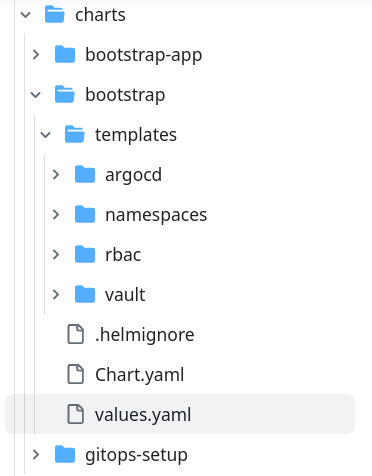 charts
bootstrap-app
bootstrap
templates
argocd
namespaces
rbac
vault
.helmignore
Chart.yaml
values.yaml
gitops-setup